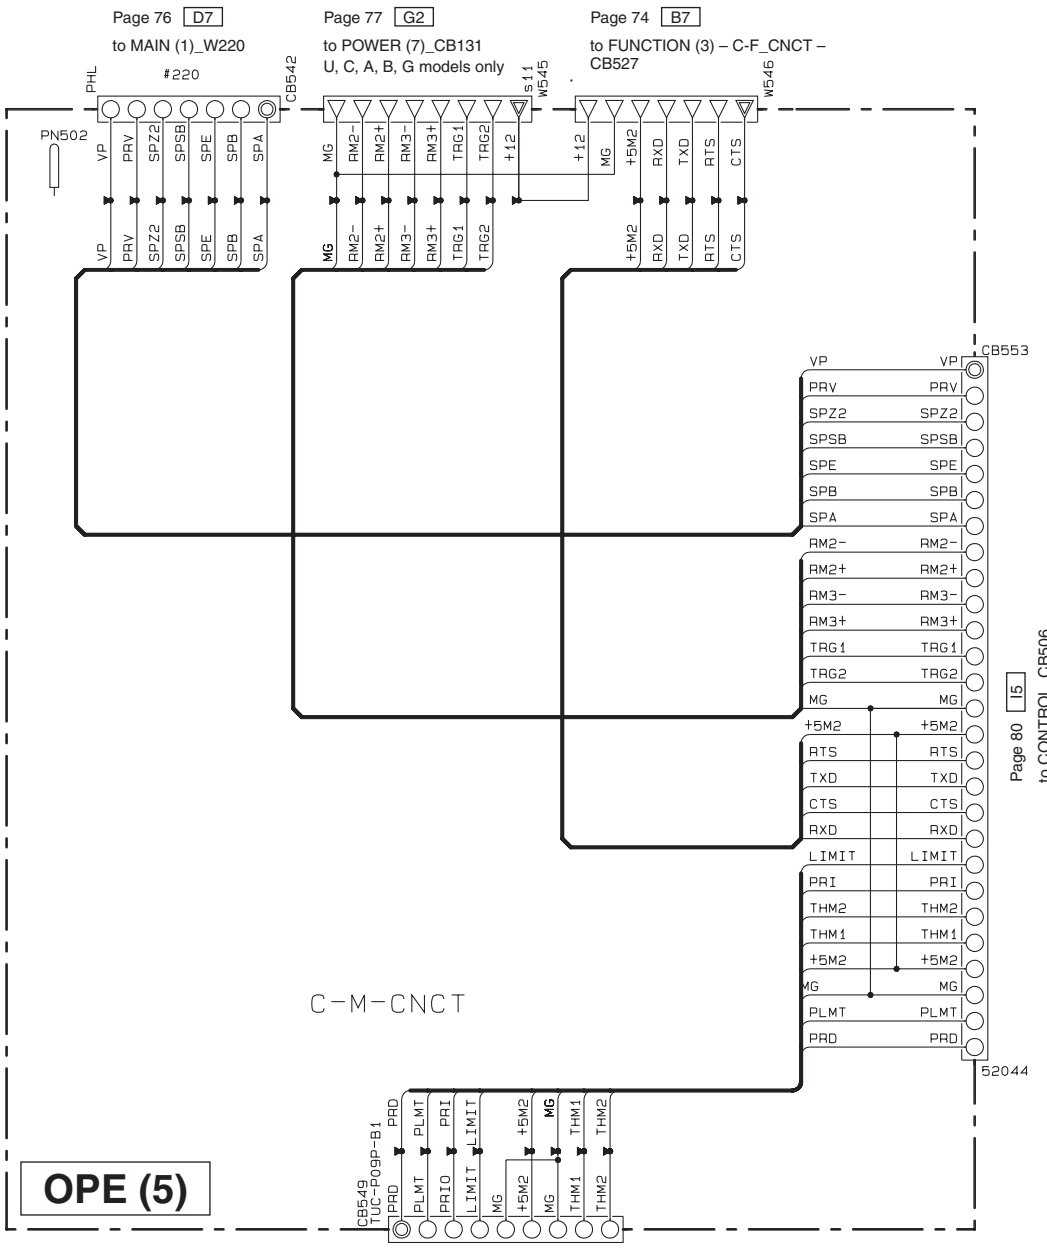 Page 76 D7
to MAIN (1)_W220
#220
PHL
CB542
Page 77 G2
to POWER (7)_CB131
U, C, A, B, G models only
s11
W545
Page 74 B7
to FUNCTION (3) – C-F_CNCT –
CB527
W546
PN502
VP PRV SPZ2 SPSB SPE SPB SPA
MG RM2- RM2+ RM3- RM3+ TRG1 TRG2 +12
+12 MG +5M2 RXD TXD RTS CTS
VP PRV SPZ2 SPSB SPE SPB SPA
MG RM2- RM2+ RM3- RM3+ TRG1 TRG2
+5M2 RXD TXD RTS CTS
CB553
VP VP
PRV PRV
SPZ2 SPZ2
SPSB SPSB
SPE SPE
SPB SPB
SPA SPA
RM2- RM2-
RM2+ RM2+
RM3- RM3-
RM3+ RM3+
TRG1 TRG1
TRG2 TRG2
MG MG
+5M2 +5M2
RTS RTS
TXD TXD
CTS CTS
RXD RXD
LIMIT LIMIT
PRI PRI
THM2 THM2
THM1 THM1
+5M2 +5M2
MG MG
PLMT PLMT
PRD PRD
52044
Page 80 I5
to CONTROL_CB506
C-M-CNCT
PRD PLMT PRI LIMIT +5M2 MG THM1 THM2
CB549
TUC-P09P-B1
PRD PLMT PRIO LIMIT MG +5M2 MG THM1 THM2
OPE (5)